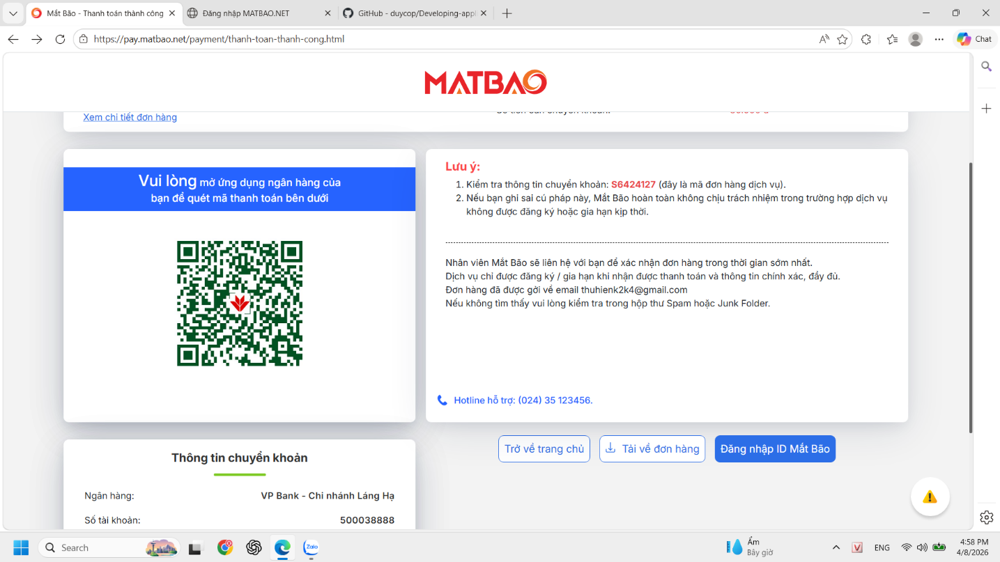 Mắt Bão - Thanh toán thành công
Đăng nhập MATBAO.NET
GitHub - duycop/Developing-appl
https://pay.matbao.net/payment/thanh-toan-thanh-cong.html
Chat
MATBAO
Xem chi tiết đơn hàng
Vui lòng mở ứng dụng ngân hàng của
bạn để quét mã thanh toán bên dưới
Lưu ý:
1. Kiểm tra thông tin chuyển khoản: S6424127 (đây là mã đơn hàng dịch vụ).
2. Nếu bạn ghi sai cú pháp này, Mắt Bão hoàn toàn không chịu trách nhiệm trong trường hợp dịch vụ
không được đăng ký hoặc gia hạn kịp thời.
Nhân viên Mắt Bão sẽ liên hệ với bạn để xác nhận đơn hàng trong thời gian sớm nhất.
Dịch vụ chỉ được đăng ký / gia hạn khi nhận được thanh toán và thông tin chính xác, đầy đủ.
Đơn hàng đã được gởi về email thuhienk2k4@gmail.com
Nếu không tìm thấy vui lòng kiểm tra trong hộp thư Spam hoặc Junk Folder.
Hotline hỗ trợ: (024) 35 123456.
Trở về trang chủ
Tải về đơn hàng
Đăng nhập ID Mắt Bão
Thông tin chuyển khoản
Ngân hàng: VP Bank - Chi nhánh Láng Hạ
Số tài khoản: 500038888
Search
Zalo
Ẩm
Bây giờ
V
ENG
4:58 PM
4/8/2026